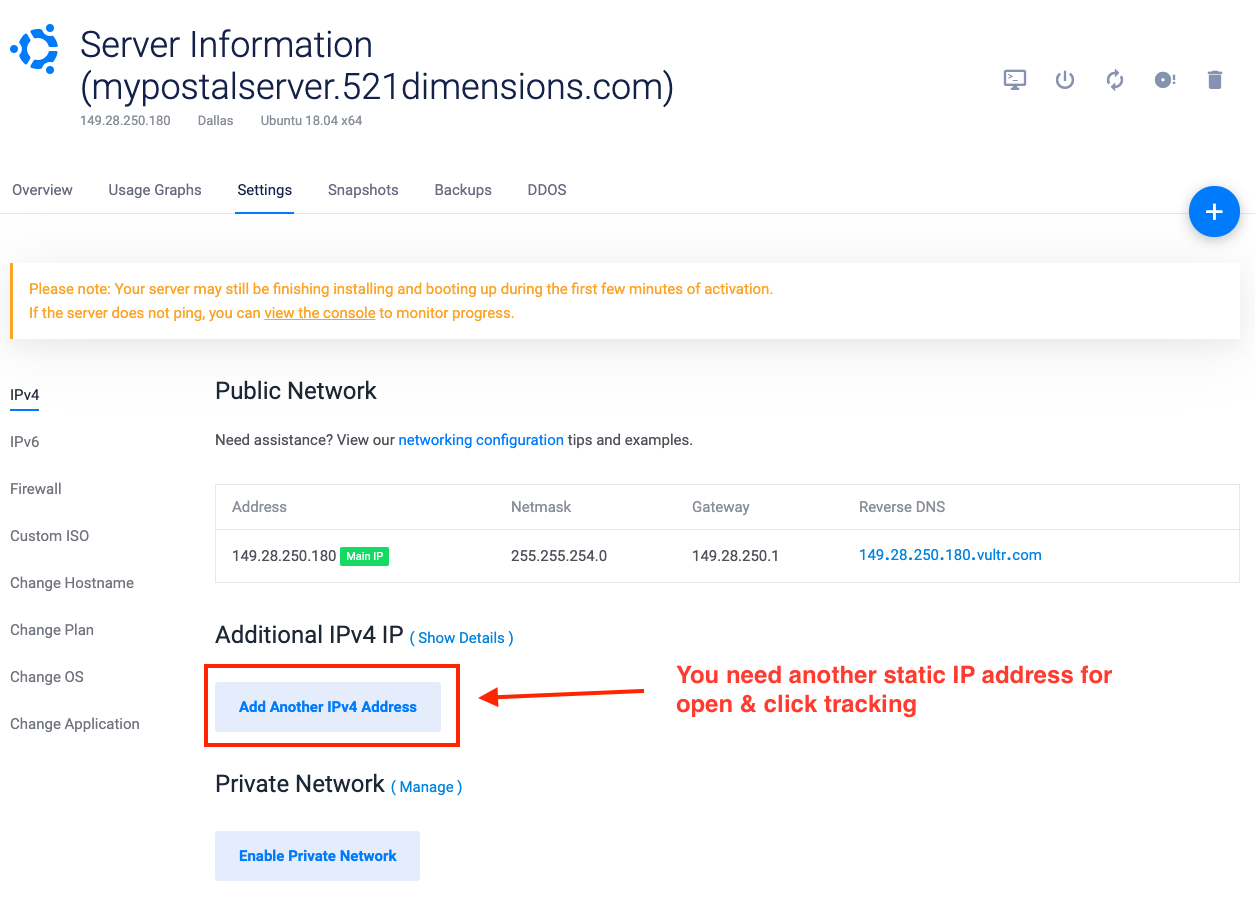 Server Information
(mypostalserver.521dimensions.com)
149.28.250.180 Dallas Ubuntu 18.04 x64
Overview Usage Graphs Settings Snapshots Backups DDOS
Please note: Your server may still be finishing installing and booting up during the first few minutes of activation.
If the server does not ping, you can view the console to monitor progress.
IPv4
IPv6
Firewall
Custom ISO
Change Hostname
Change Plan
Change OS
Change Application
Public Network
Need assistance? View our networking configuration tips and examples.
Address Netmask Gateway Reverse DNS
149.28.250.180 Main IP 255.255.254.0 149.28.250.1 149.28.250.180.vultr.com
Additional IPv4 IP ( Show Details )
Add Another IPv4 Address
You need another static IP address for
open & click tracking
Private Network ( Manage )
Enable Private Network